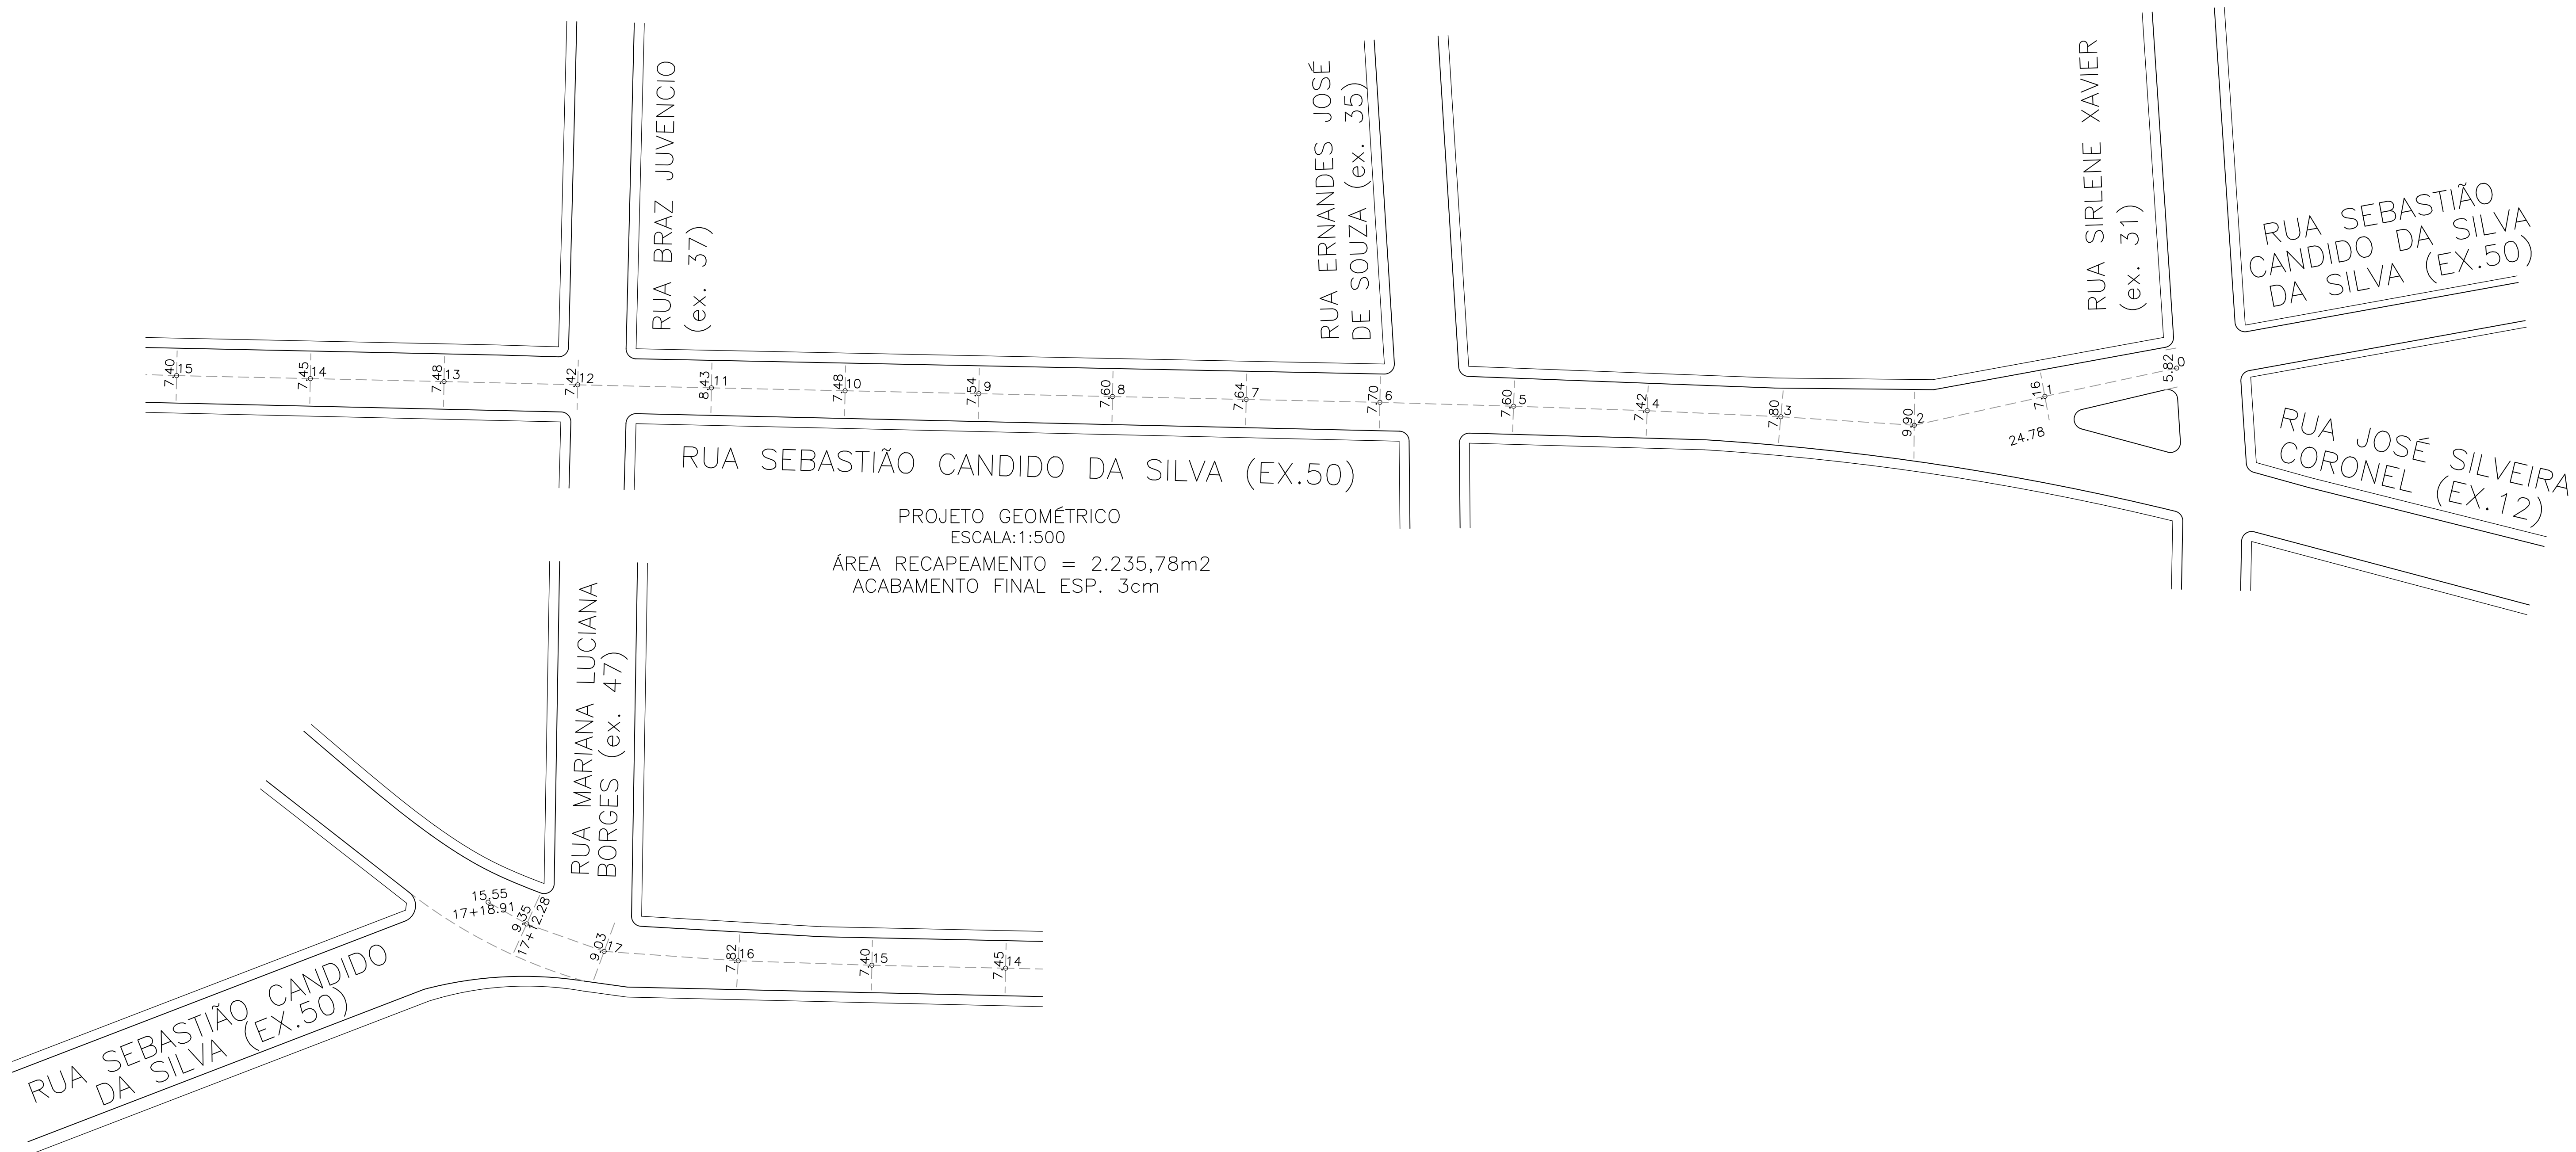 RUA BRAZ JUVENCIO
(ex. 37)
RUA ERNANDES JOSÉ
DE SOUZA (ex. 35)
RUA SIRLENE XAVIER
(ex. 31)
RUA SEBASTIÃO
CANDIDO DA SILVA
DA SILVA (EX.50)
RUA JOSÉ SILVEIRA
CORONEL (EX.12)
7.40 15
7.45 14
7.48 13
7.42 12
8.43 11
7.48 10
7.54 9
7.60 8
7.64 7
7.70 6
7.60 5
7.42 4
7.80 3
9.90 2
7.16 1
5.82 0
24.78
RUA SEBASTIÃO CANDIDO DA SILVA (EX.50)
PROJETO GEOMÉTRICO
ESCALA:1:500
ÁREA RECAPEAMENTO = 2.235,78m2
ACABAMENTO FINAL ESP. 3cm
RUA MARIANA LUCIANA
BORGES (ex. 47)
15.55
17+18.91
9.35
17+12.28
9.03 17
7.82 16
7.40 15
7.45 14
RUA SEBASTIÃO CANDIDO
DA SILVA (EX.50)